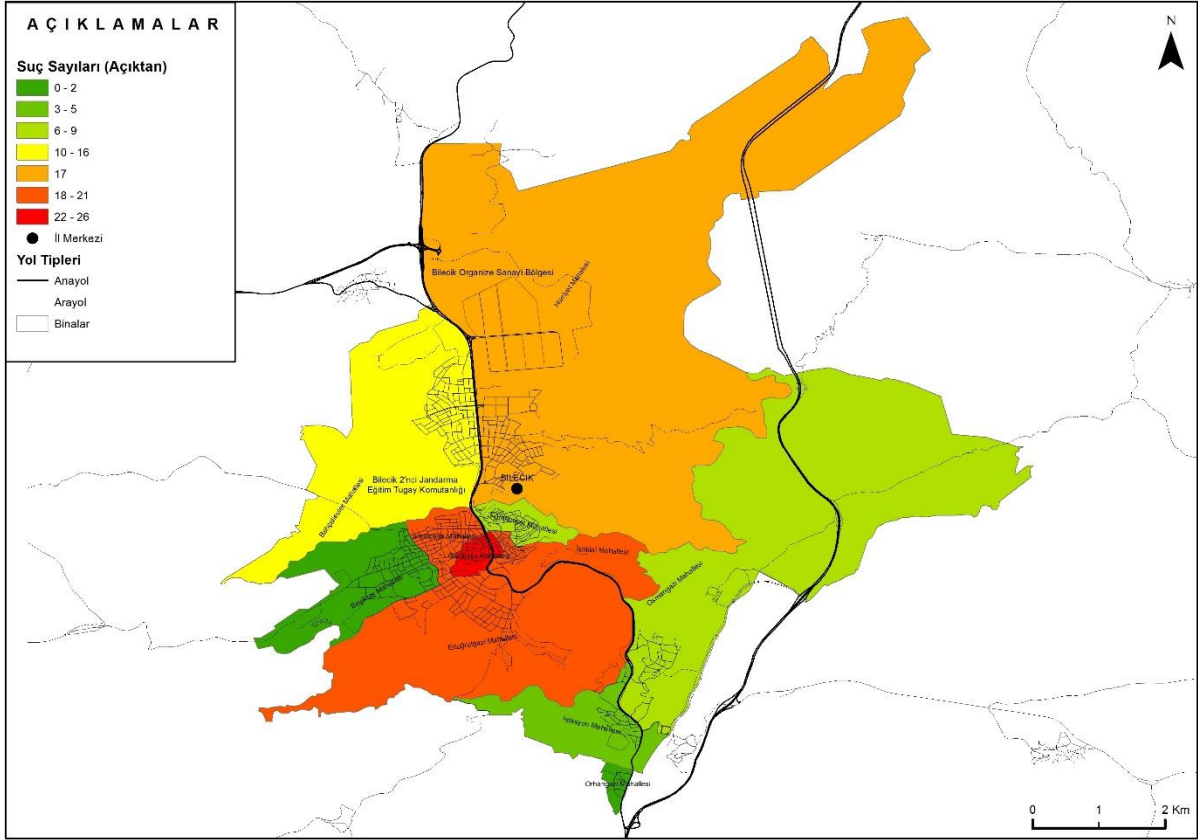 A Ç I K L A M A L A R
Suç Sayıları (Açıktan)
0 - 2
3 - 5
6 - 9
10 - 16
17
18 - 21
22 - 26
İl Merkezi
Yol Tipleri
Anayol
Arayol
Binalar
N
Bilecik Organize Sanayi Bölgesi
Hürriyet Mahallesi
Bilecik 2'nci Jandarma
Eğitim Tugay Komutanlığı
BİLECİK
Bahçelievler Mahallesi
Mahallesi
Mahallesi
Mahallesi
İstiklal Mahallesi
Beşiktaş Mahallesi
Osmangazi Mahallesi
Ertuğrulgazi Mahallesi
İstasyon Mahallesi
Orhangazi Mahallesi
0 1 2 Km